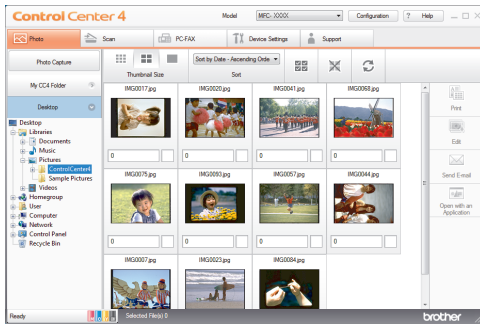 Control Center 4 Model MFC- XXXX Configuration ? Help
Photo Scan PC-FAX Device Settings Support
Photo Capture
My CC4 Folder
Desktop
Thumbnail Size
Sort by Date - Ascending Orde
Sort
Desktop
Libraries
Documents
Music
Pictures
ControlCenter4
Sample Pictures
Videos
Homegroup
User
Computer
Network
Control Panel
Recycle Bin
IMG0017.jpg IMG0020.jpg IMG0041.jpg IMG0068.jpg
0 0 0 0
IMG0075.jpg IMG0093.jpg IMG0057.jpg IMG0044.jpg
0 0 0 0
IMG0007.jpg IMG0023.jpg IMG0084.jpg
Print
Edit
Send E-mail
Open with an
Application
Ready Selected File(s) 0 brother